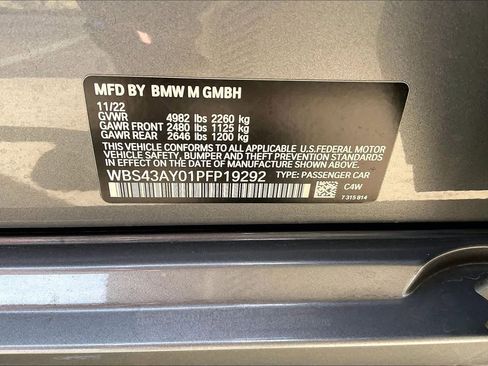 MFD BY BMW M GMBH
11/22
GVWR 4982 lbs 2260 kg
GAWR FRONT 2480 lbs 1125 kg
GAWR REAR 2646 lbs 1200 kg
THIS VEHICLE CONFORMS TO ALL APPLICABLE U.S.FEDERAL MOTOR
VEHICLE SAFETY, BUMPER, AND THEFT PREVENTION
STANDARDS IN EFFECT ON THE DATE OF MANUFACTURE SHOWN ABOVE.
WBS43AY01PFP19292 TYPE: PASSENGER CAR
C4W
7 315 814